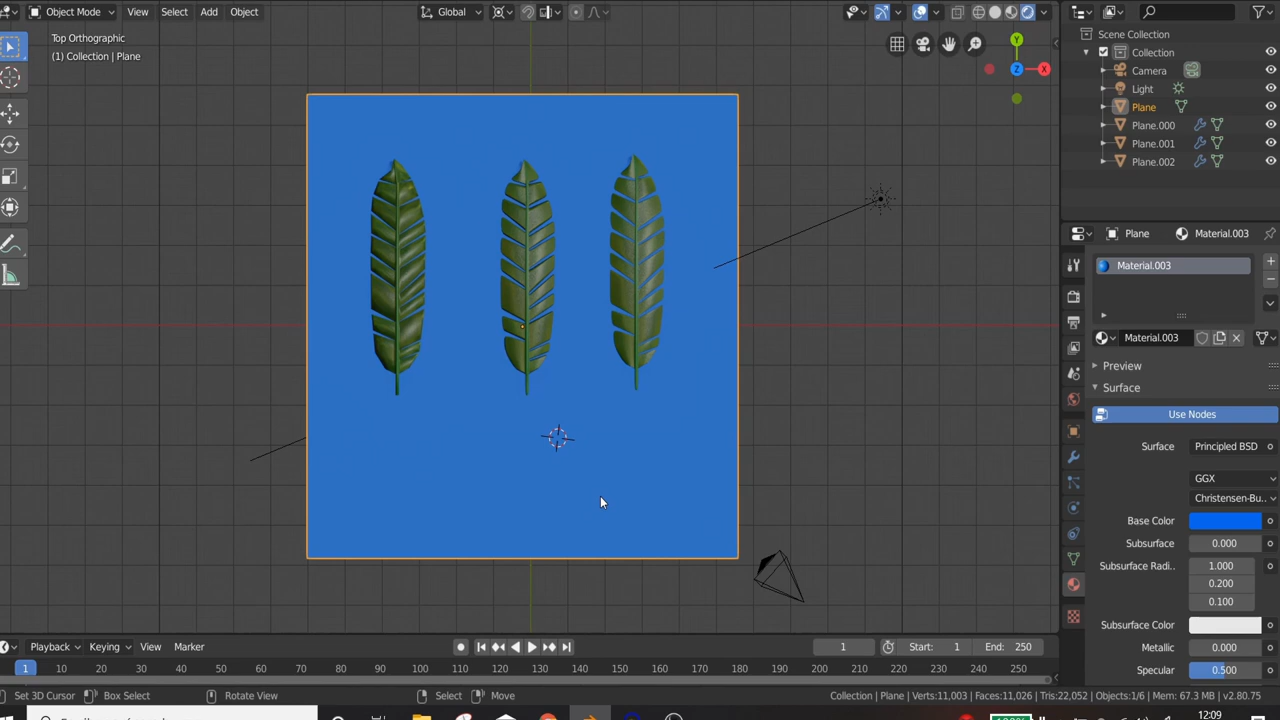 Object Mode View Select Add Object Global
Top Orthographic
(1) Collection | Plane
Y
Z
X
Scene Collection
Collection
Camera
Light
Plane
Plane.000
Plane.001
Plane.002
Plane Material.003
Material.003
Material.003
Preview
Surface
Use Nodes
Surface Principled BSD
GGX
Christensen-Bu..
Base Color
Subsurface 0.000
Subsurface Radi.. 1.000
0.200
0.100
Subsurface Color
Metallic 0.000
Specular 0.500
Playback Keying View Marker 1 Start: 1 End: 250
1 10 20 30 40 50 60 70 80 90 100 110 120 130 140 150 160 170 180 190 200 210 220 230 240 250
Set 3D Cursor Box Select Rotate View Select Move Collection | Plane | Verts:11,003 | Faces:11,026 | Tris:22,052 | Objects:1/6 | Mem: 67.3 MB | v2.80.75
12:09